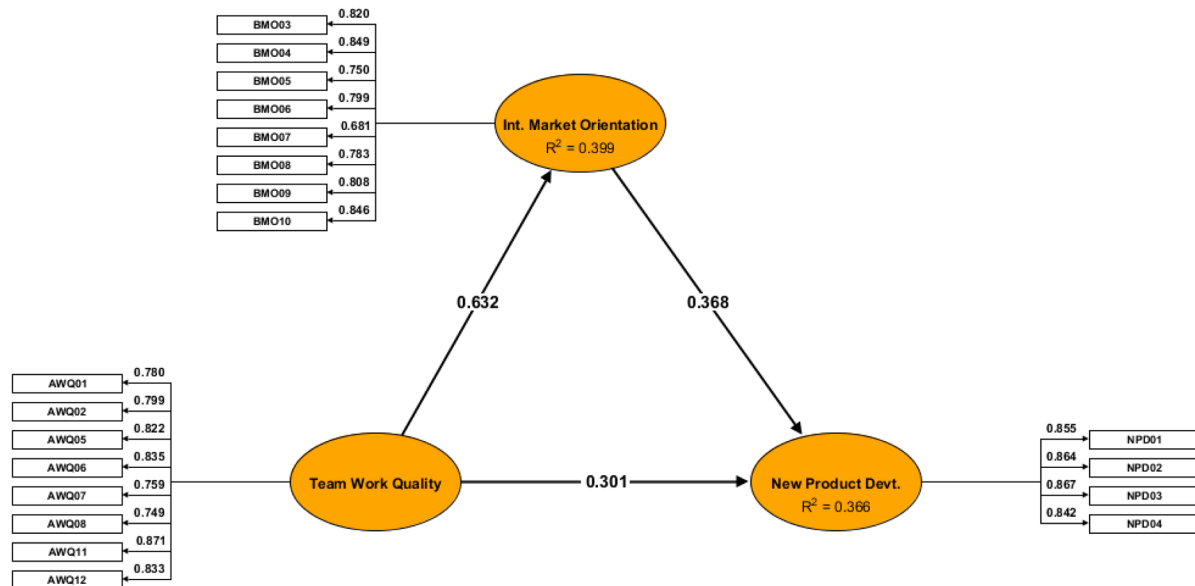 0.820
BMO03
0.849
BMO04
0.750
BMO05
0.799
BMO06
0.681
BMO07
0.783
BMO08
0.808
BMO09
0.846
BMO10
Int. Market Orientation
R² = 0.399
0.632
0.368
0.780
AWQ01
0.799
AWQ02
0.822
AWQ05
0.835
AWQ06
0.759
AWQ07
0.749
AWQ08
0.871
AWQ11
0.833
AWQ12
Team Work Quality
0.301
New Product Devt.
R² = 0.366
0.855
NPD01
0.864
NPD02
0.867
NPD03
0.842
NPD04